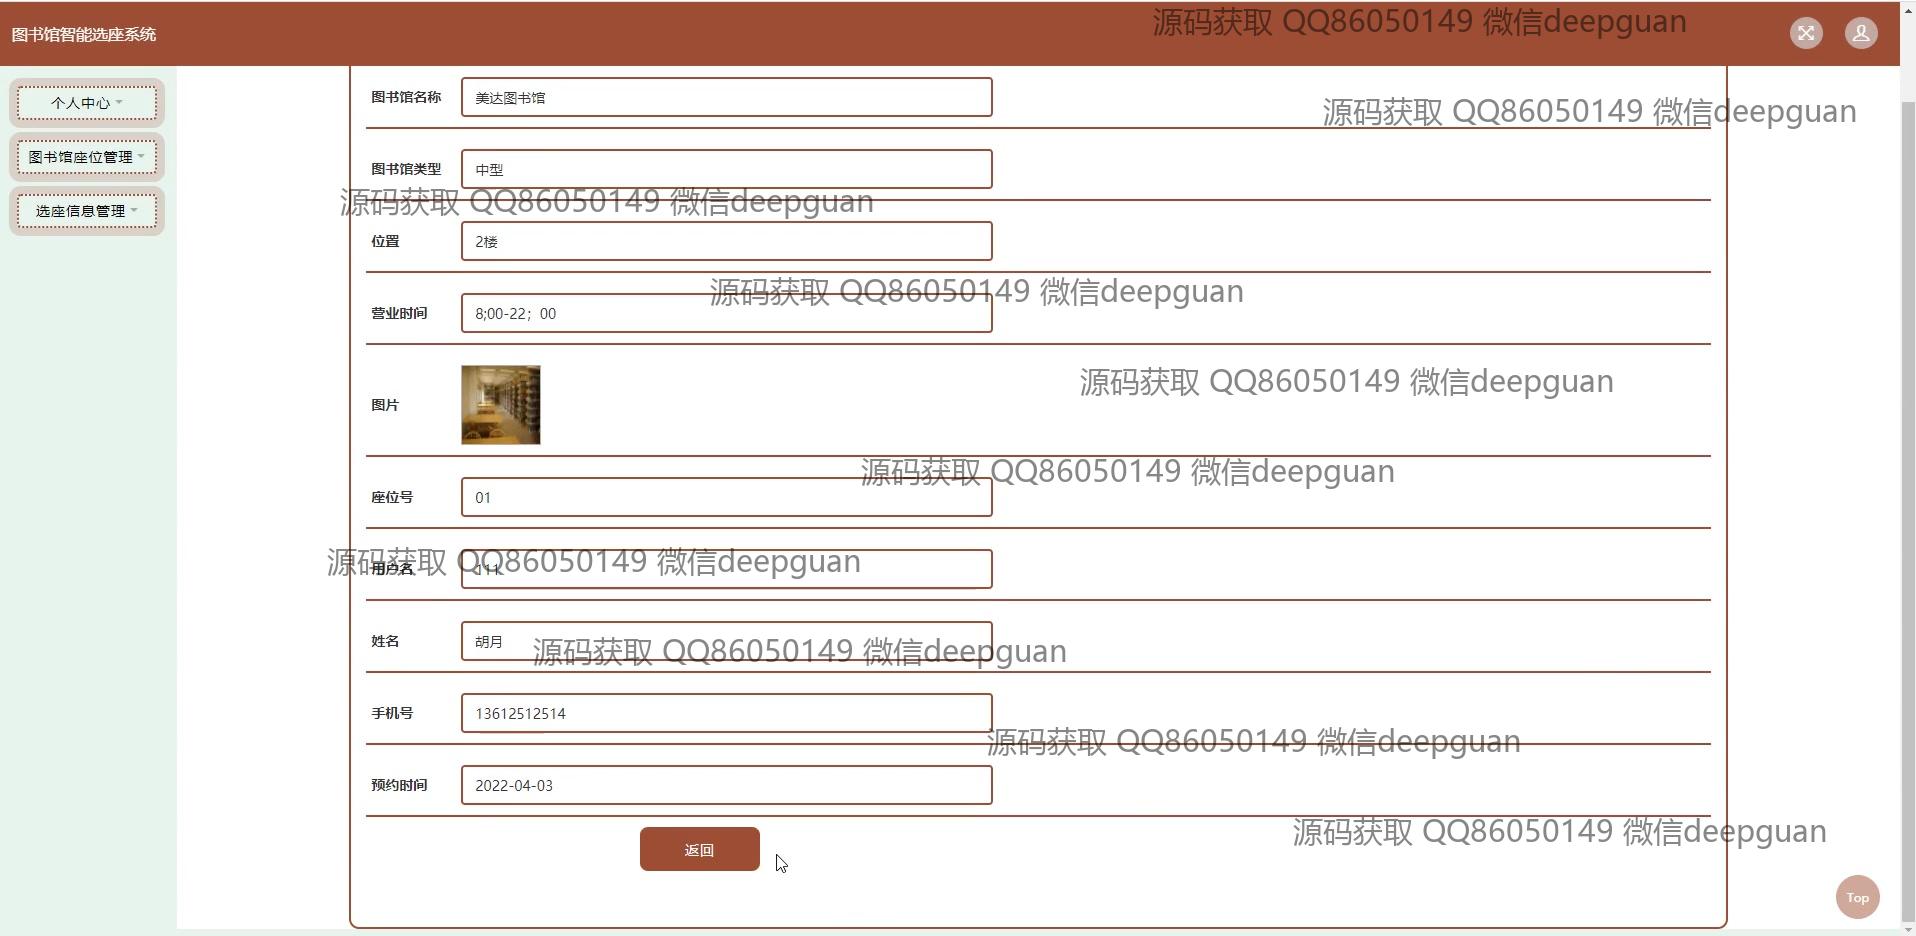 源码获取 QQ86050149 微信deepguan
图书馆智能选座系统
个人中心
图书馆座位管理
选座信息管理
图书馆名称 美达图书馆
源码获取 QQ86050149 微信deepguan
图书馆类型 中型
源码获取 QQ86050149 微信deepguan
位置 2楼
源码获取 QQ86050149 微信deepguan
营业时间 8;00-22；00
源码获取 QQ86050149 微信deepguan
图片
源码获取 QQ86050149 微信deepguan
座位号 01
源码获取 QQ86050149 微信deepguan
用户名 111
姓名 胡月
源码获取 QQ86050149 微信deepguan
手机号 13612512514
源码获取 QQ86050149 微信deepguan
预约时间 2022-04-03
源码获取 QQ86050149 微信deepguan
返回
Top